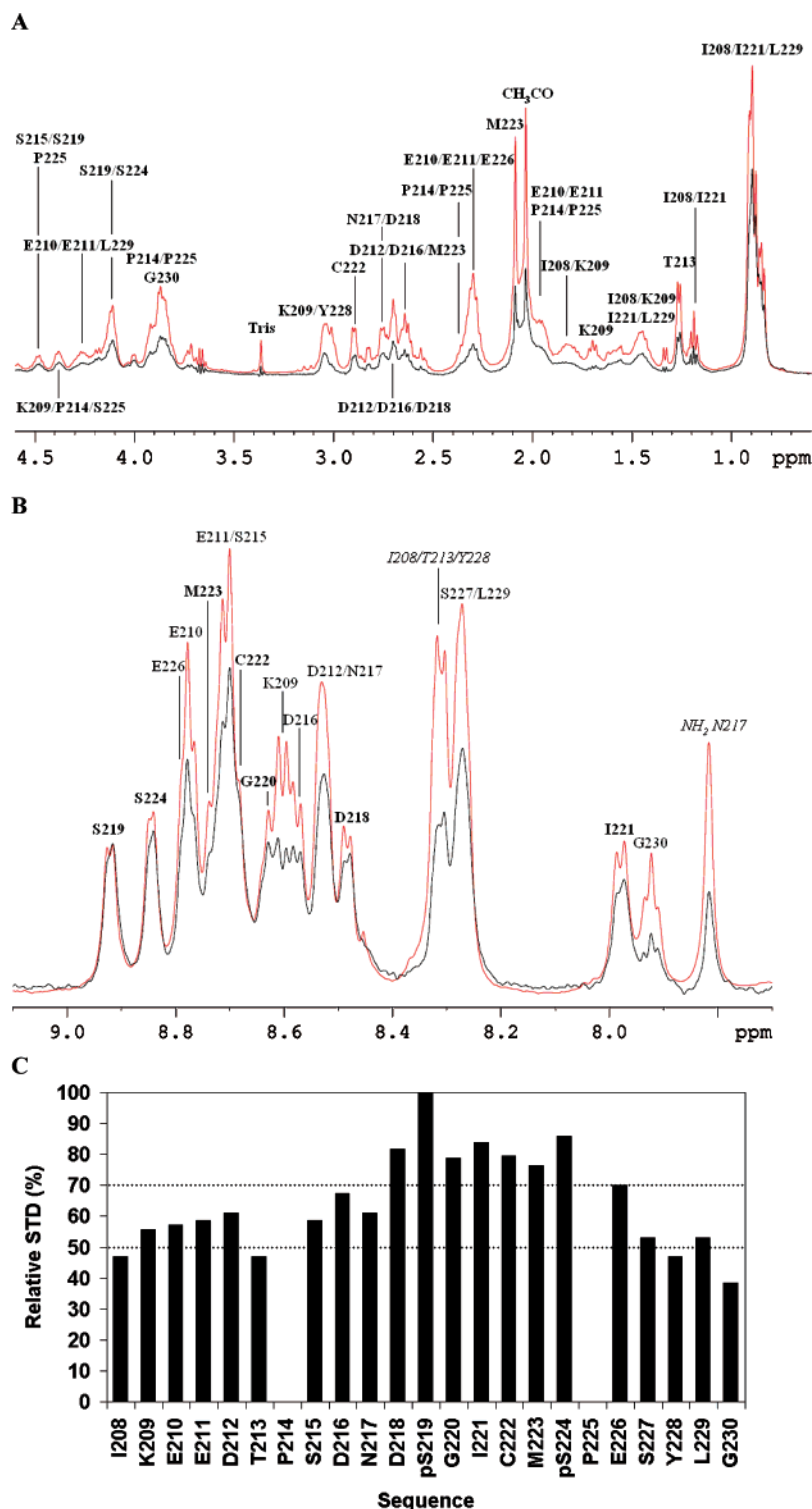 A
I208/I221/L229
CH3CO
M223
S215/S219
P225
S219/S224
E210/E211/E226
E210/E211
P214/P225
P214/P225
I208/I221
N217/D218
E210/E211/L229
P214/P225
G230
D212/D216/M223
C222
I208/K209
T213
K209/Y228
Tris
K209
I208/K209
I221/L229
K209/P214/S225
D212/D216/D218
4.5 4.0 3.5 3.0 2.5 2.0 1.5 1.0 ppm
B
E211/S215
I208/T213/Y228
M223
S227/L229
E210
C222
E226
K209
D212/N217
D216
NH2 N217
S224
G220
S219
D218
I221
G230
9.0 8.8 8.6 8.4 8.2 8.0 ppm
C
Relative STD (%)
100
90
80
70
60
50
40
30
20
10
0
I208 K209 E210 E211 D212 T213 P214 S215 D216 N217 D218 pS219 G220 I221 C222 M223 pS224 P225 E226 S227 Y228 L229 G230
Sequence